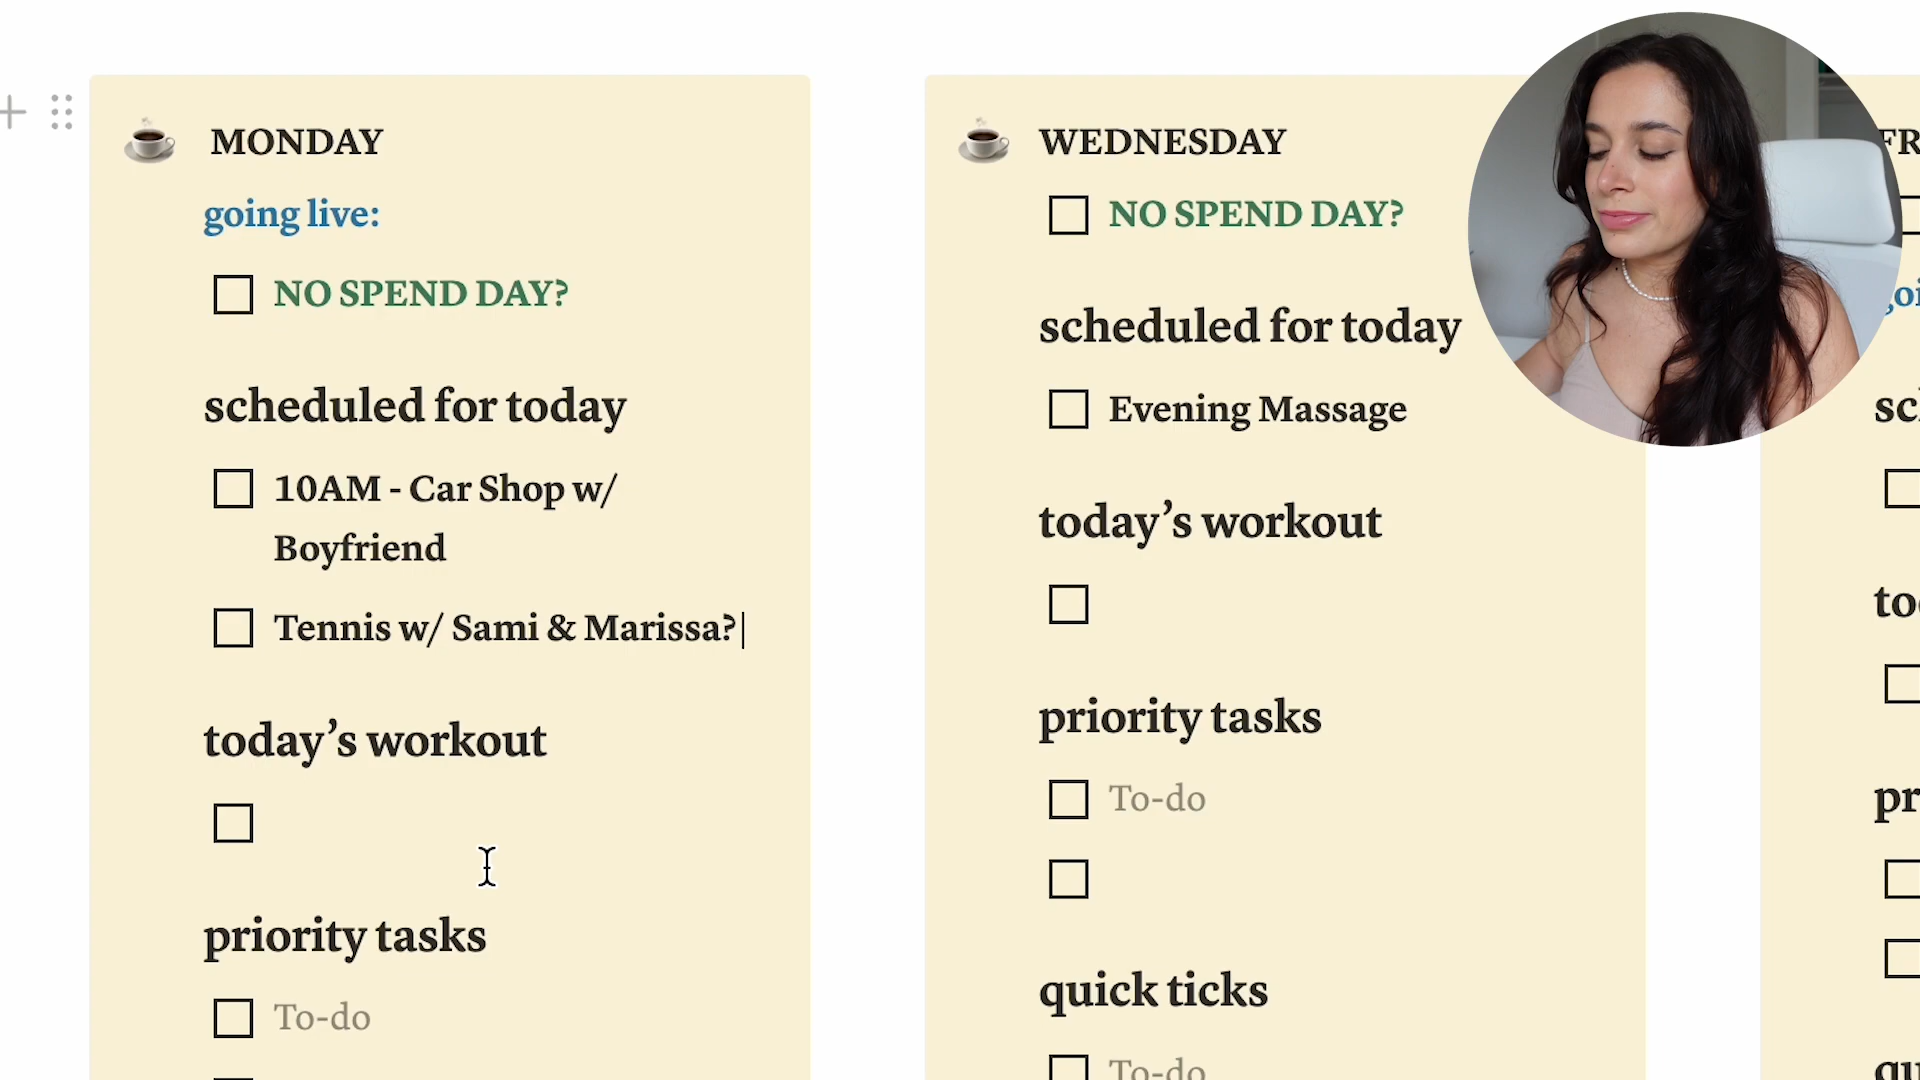 MONDAY
going live:
NO SPEND DAY?
scheduled for today
10AM - Car Shop w/
Boyfriend
Tennis w/ Sami & Marissa?
today’s workout
priority tasks
To-do
WEDNESDAY
NO SPEND DAY?
scheduled for today
Evening Massage
today’s workout
priority tasks
To-do
quick ticks
To-do